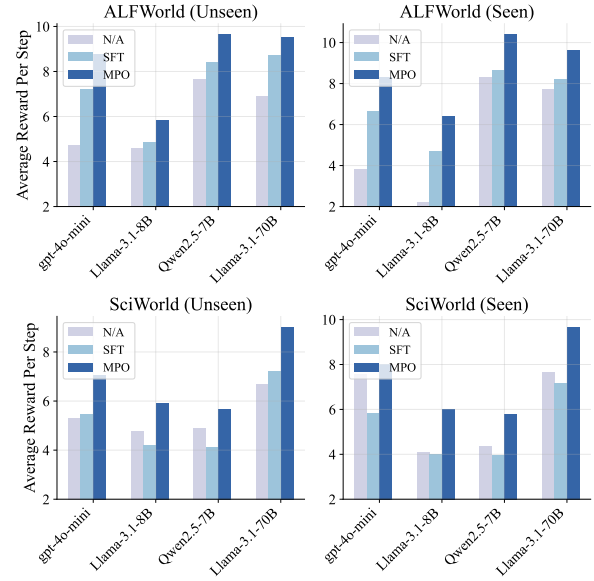 ALFWorld (Unseen)
Average Reward Per Step
10
8
6
4
2
N/A
SFT
MPO
gpt-4o-mini
Llama-3.1-8B
Qwen2.5-7B
Llama-3.1-70B
ALFWorld (Seen)
10
8
6
4
2
N/A
SFT
MPO
gpt-4o-mini
Llama-3.1-8B
Qwen2.5-7B
Llama-3.1-70B
SciWorld (Unseen)
Average Reward Per Step
8
6
4
2
N/A
SFT
MPO
gpt-4o-mini
Llama-3.1-8B
Qwen2.5-7B
Llama-3.1-70B
SciWorld (Seen)
10
8
6
4
2
N/A
SFT
MPO
gpt-4o-mini
Llama-3.1-8B
Qwen2.5-7B
Llama-3.1-70B